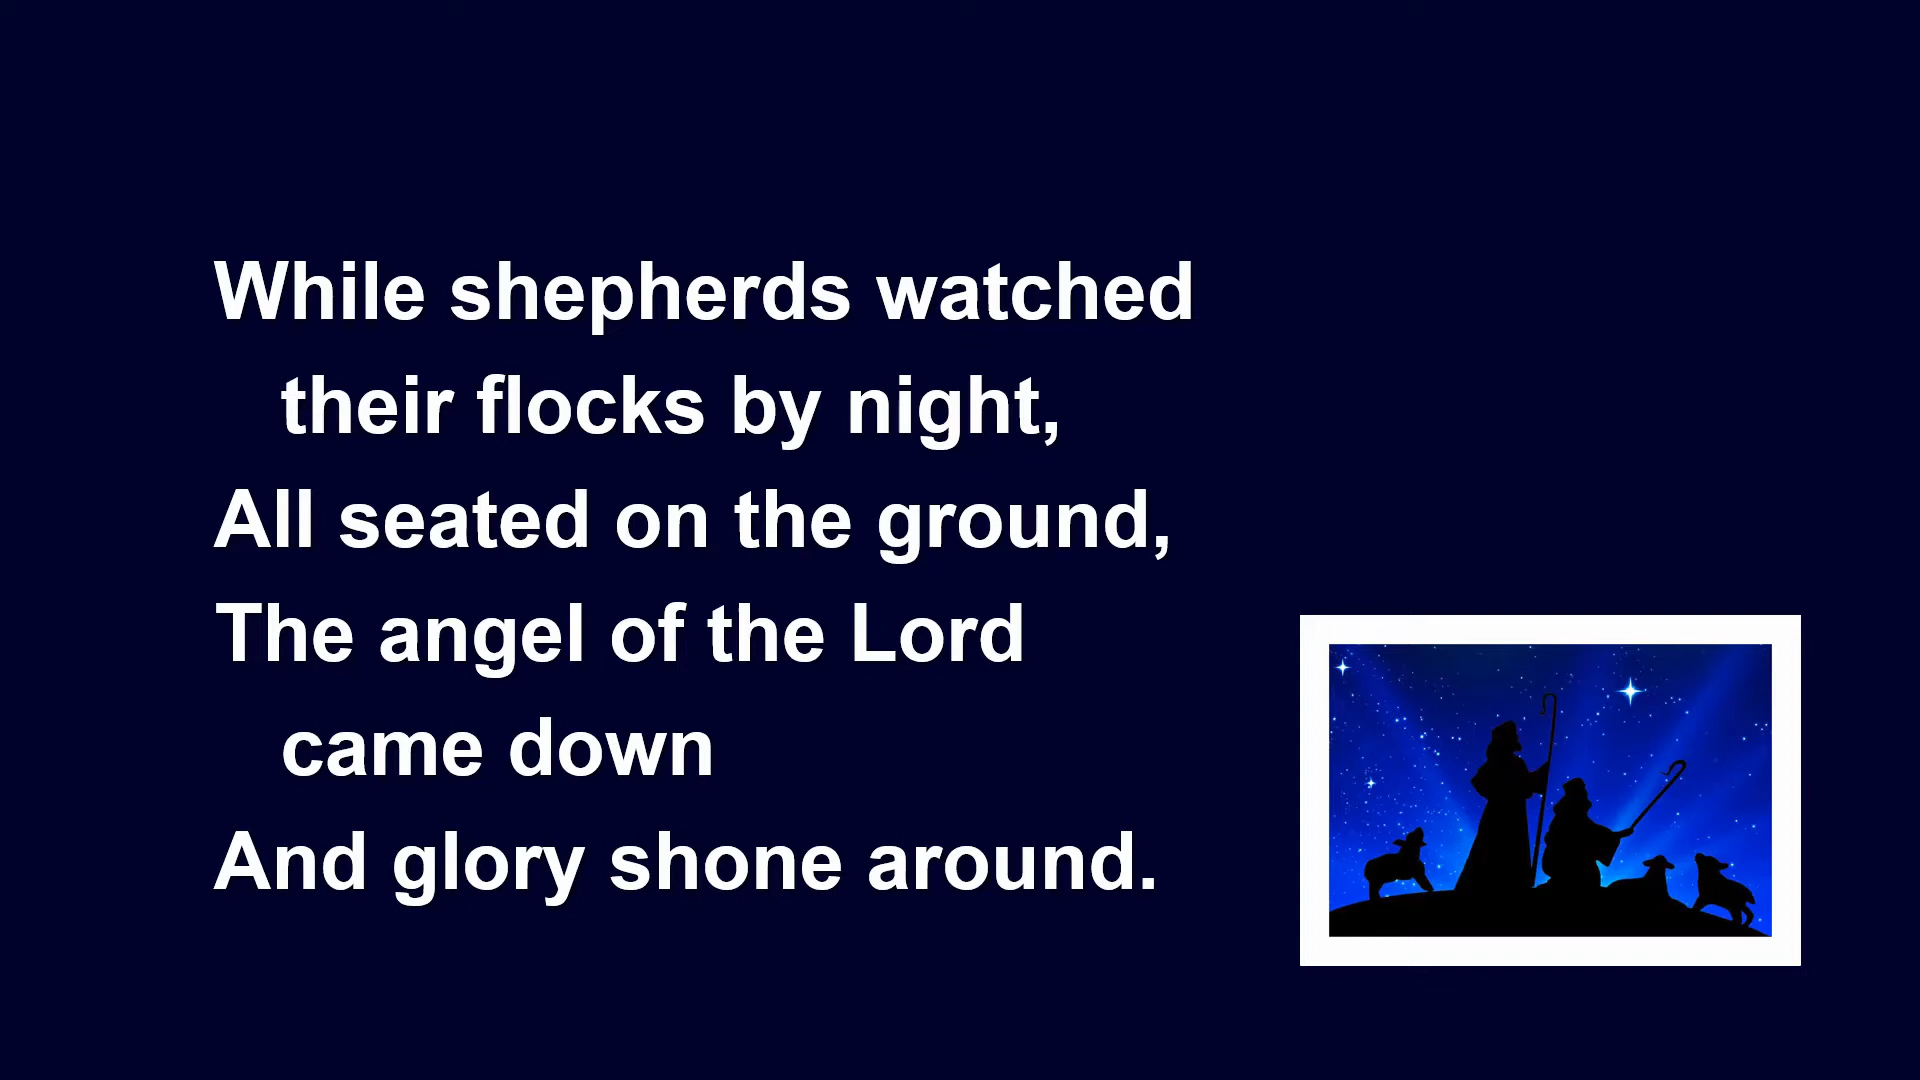 While shepherds watched
their flocks by night,
All seated on the ground,
The angel of the Lord
came down
And glory shone around.